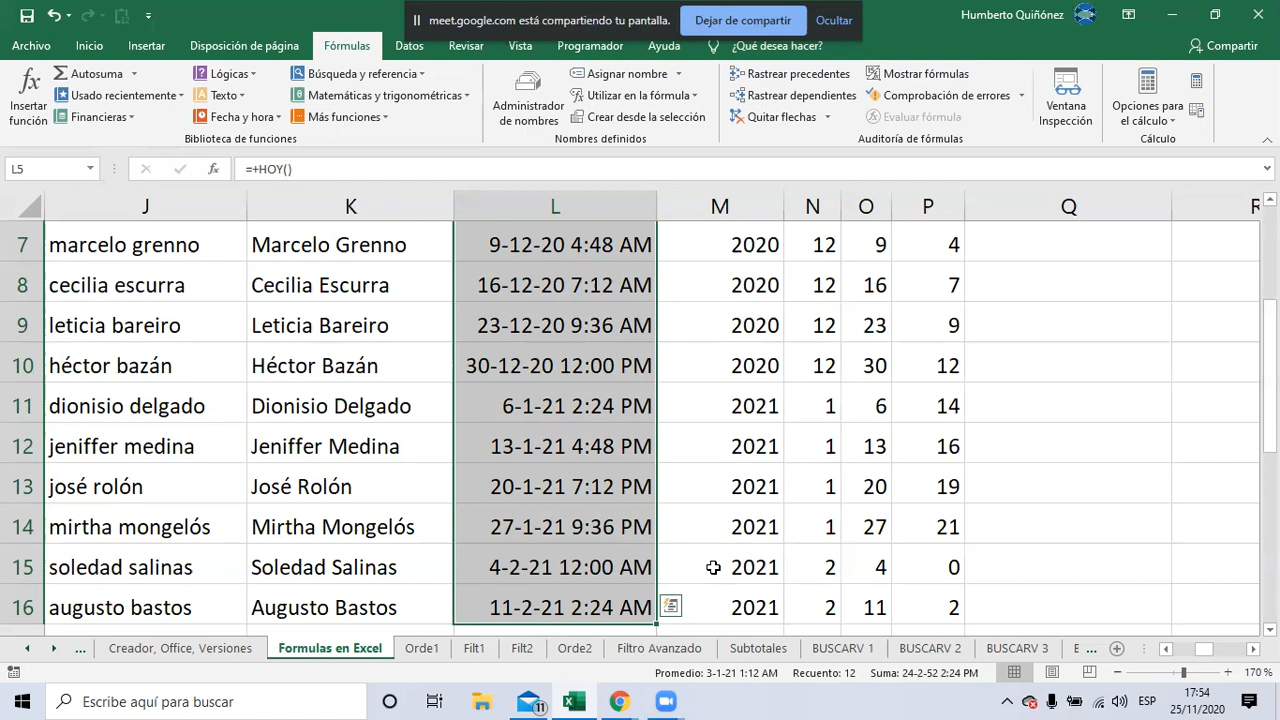 meet.google.com está compartiendo tu pantalla. Dejar de compartir Ocultar
Humberto Quiñónez
Archivo Inicio Insertar Disposición de página Fórmulas Datos Revisar Vista Programador Ayuda ¿Qué desea hacer? Compartir
Insertar función
Autosuma
Usado recientemente
Financieras
Lógicas
Texto
Fecha y hora
Búsqueda y referencia
Matemáticas y trigonométricas
Más funciones
Biblioteca de funciones
Administrador de nombres
Asignar nombre
Utilizar en la fórmula
Crear desde la selección
Nombres definidos
Rastrear precedentes
Rastrear dependientes
Quitar flechas
Mostrar fórmulas
Comprobación de errores
Evaluar fórmula
Auditoría de fórmulas
Ventana Inspección
Opciones para el cálculo
Cálculo
L5 fx =+HOY()
J K L M N O P Q R
7 marcelo grenno Marcelo Grenno 9-12-20 4:48 AM 2020 12 9 4
8 cecilia escurra Cecilia Escurra 16-12-20 7:12 AM 2020 12 16 7
9 leticia bareiro Leticia Bareiro 23-12-20 9:36 AM 2020 12 23 9
10 héctor bazán Héctor Bazán 30-12-20 12:00 PM 2020 12 30 12
11 dionisio delgado Dionisio Delgado 6-1-21 2:24 PM 2021 1 6 14
12 jeniffer medina Jeniffer Medina 13-1-21 4:48 PM 2021 1 13 16
13 josé rolón José Rolón 20-1-21 7:12 PM 2021 1 20 19
14 mirtha mongelós Mirtha Mongelós 27-1-21 9:36 PM 2021 1 27 21
15 soledad salinas Soledad Salinas 4-2-21 12:00 AM 2021 2 4 0
16 augusto bastos Augusto Bastos 11-2-21 2:24 AM 2021 2 11 2
... Creador, Office, Versiones Formulas en Excel Orde1 Filt1 Filt2 Orde2 Filtro Avanzado Subtotales BUSCARV 1 BUSCARV 2 BUSCARV 3 E ...
Promedio: 3-1-21 1:12 AM Recuento: 12 Suma: 24-2-52 2:24 PM 170 %
Escribe aquí para buscar 11 ESP 17:54
25/11/2020